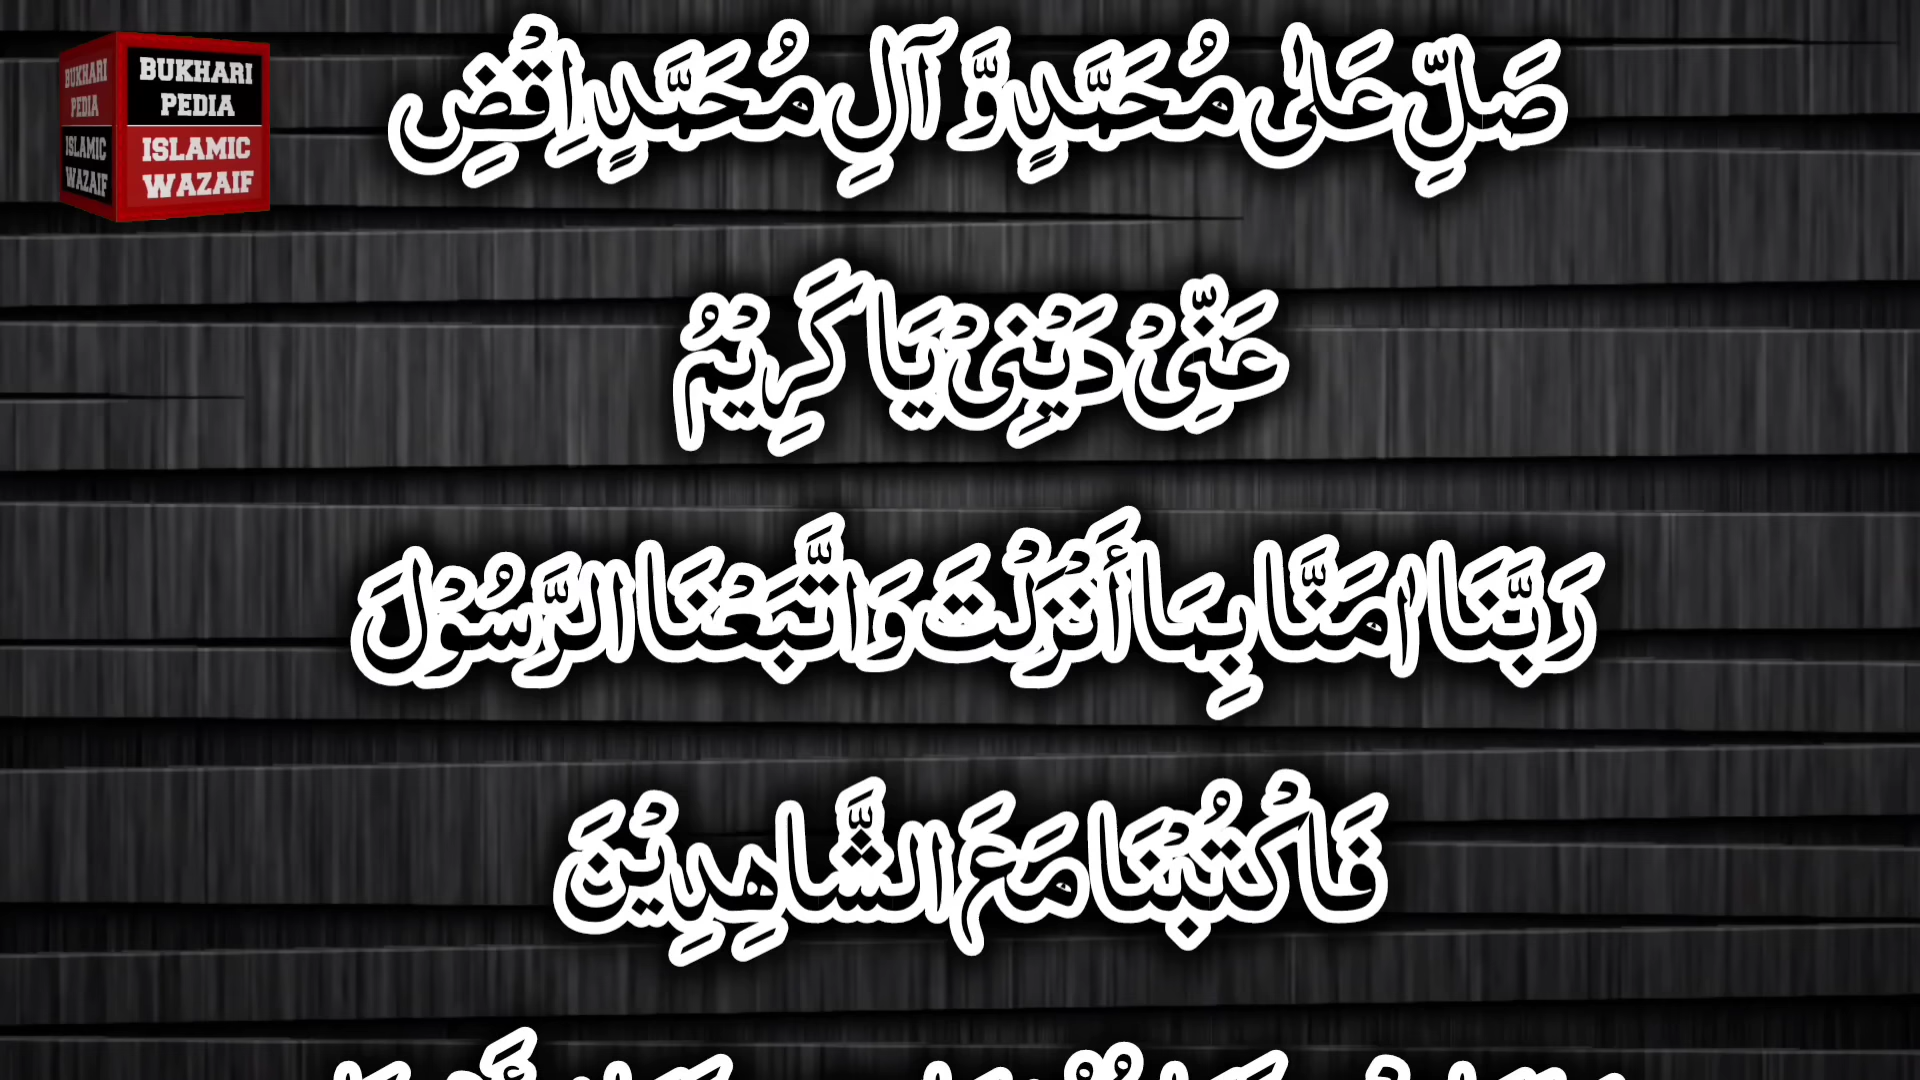 BUKHARI
PEDIA
ISLAMIC
WAZAIF
BUKHARI
PEDIA
ISLAMIC
WAZAIF
صَلِّ عَلٰى مُحَمَّدٍ وَّ آلِ مُحَمَّدٍ اِقْضِ
عَنِّىْ دَيْنِىْ يَا كَرِيْمُ
رَبَّنَا اٰمَنَّا بِمَا أَنْزَلْتَ وَاتَّبَعْنَا الرَّسُوْلَ
فَاكْتُبْنَا مَعَ الشَّاهِدِيْنَ